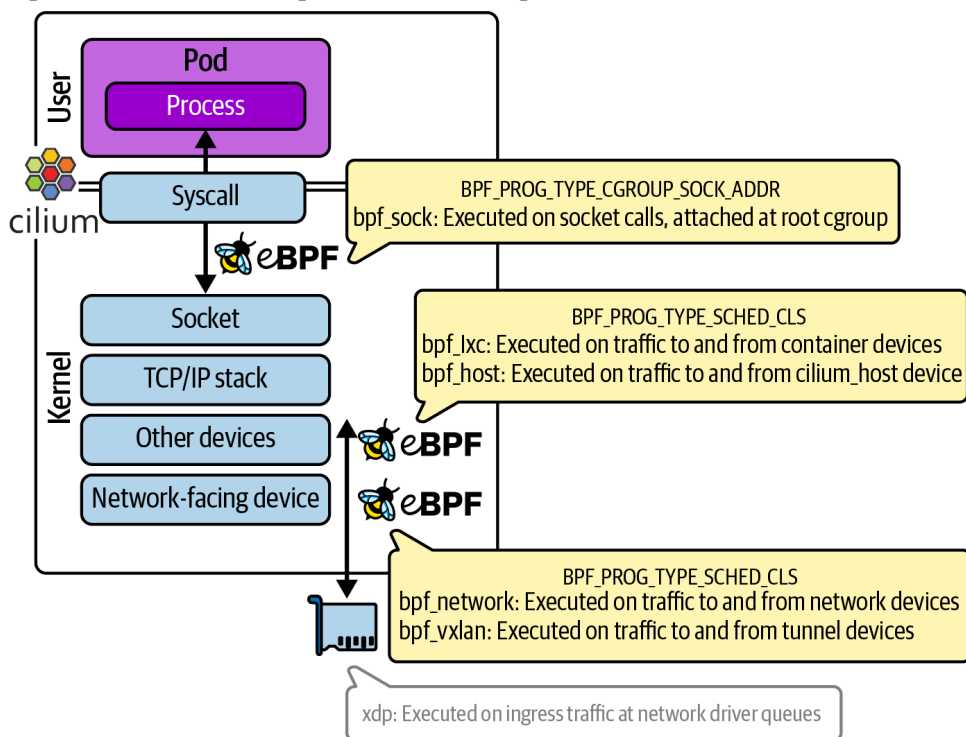 User
Pod
Process
cilium
Syscall
BPF_PROG_TYPE_CGROUP_SOCK_ADDR
bpf_sock: Executed on socket calls, attached at root cgroup
eBPF
Kernel
Socket
BPF_PROG_TYPE_SCHED_CLS
bpf_lxc: Executed on traffic to and from container devices
bpf_host: Executed on traffic to and from cilium_host device
TCP/IP stack
Other devices
eBPF
Network-facing device
eBPF
BPF_PROG_TYPE_SCHED_CLS
bpf_network: Executed on traffic to and from network devices
bpf_vxlan: Executed on traffic to and from tunnel devices
xdp: Executed on ingress traffic at network driver queues